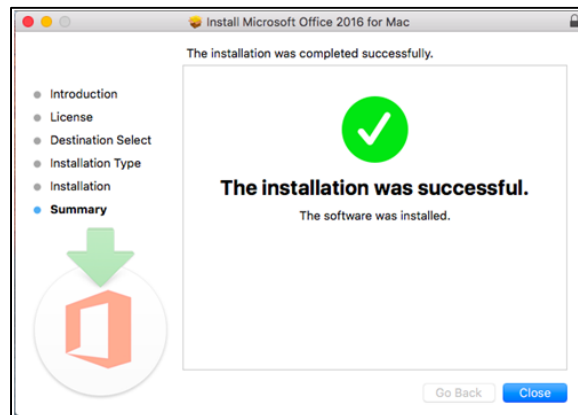 Install Microsoft Office 2016 for Mac
The installation was completed successfully.
Introduction
License
Destination Select
Installation Type
Installation
Summary
The installation was successful.
The software was installed.
Go Back
Close